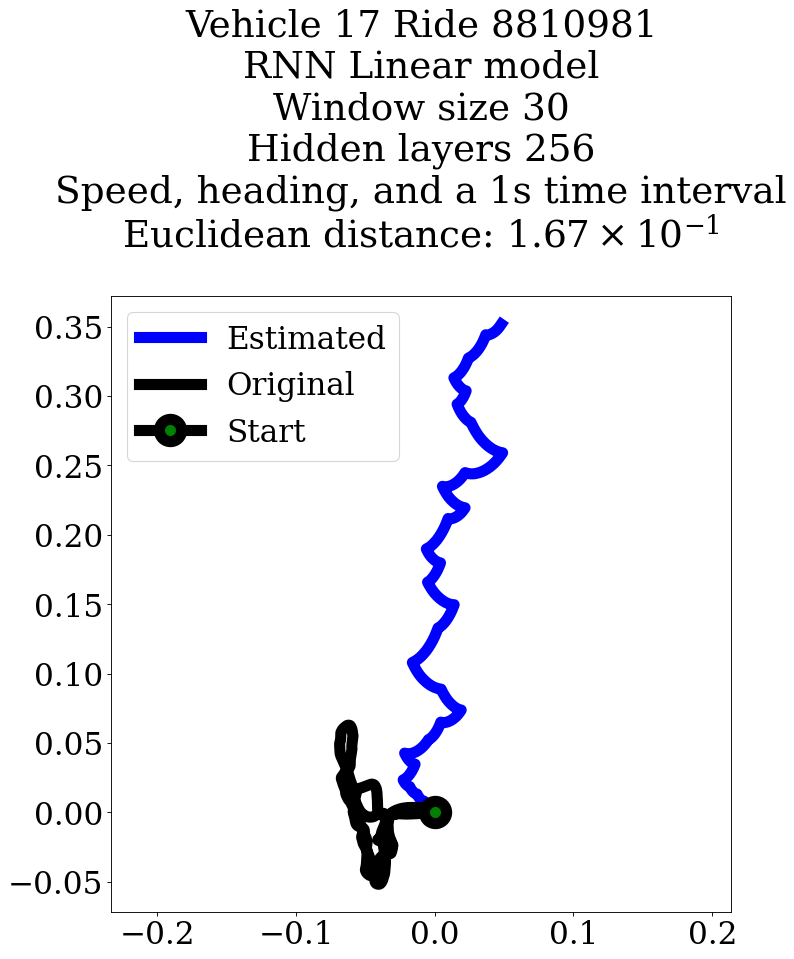 Vehicle 17 Ride 8810981
RNN Linear model
Window size 30
Hidden layers 256
Speed, heading, and a 1s time interval
Euclidean distance: 1.67 × 10⁻¹
Estimated
Original
Start
0.35
0.30
0.25
0.20
0.15
0.10
0.05
0.00
−0.05
−0.2 −0.1 0.0 0.1 0.2